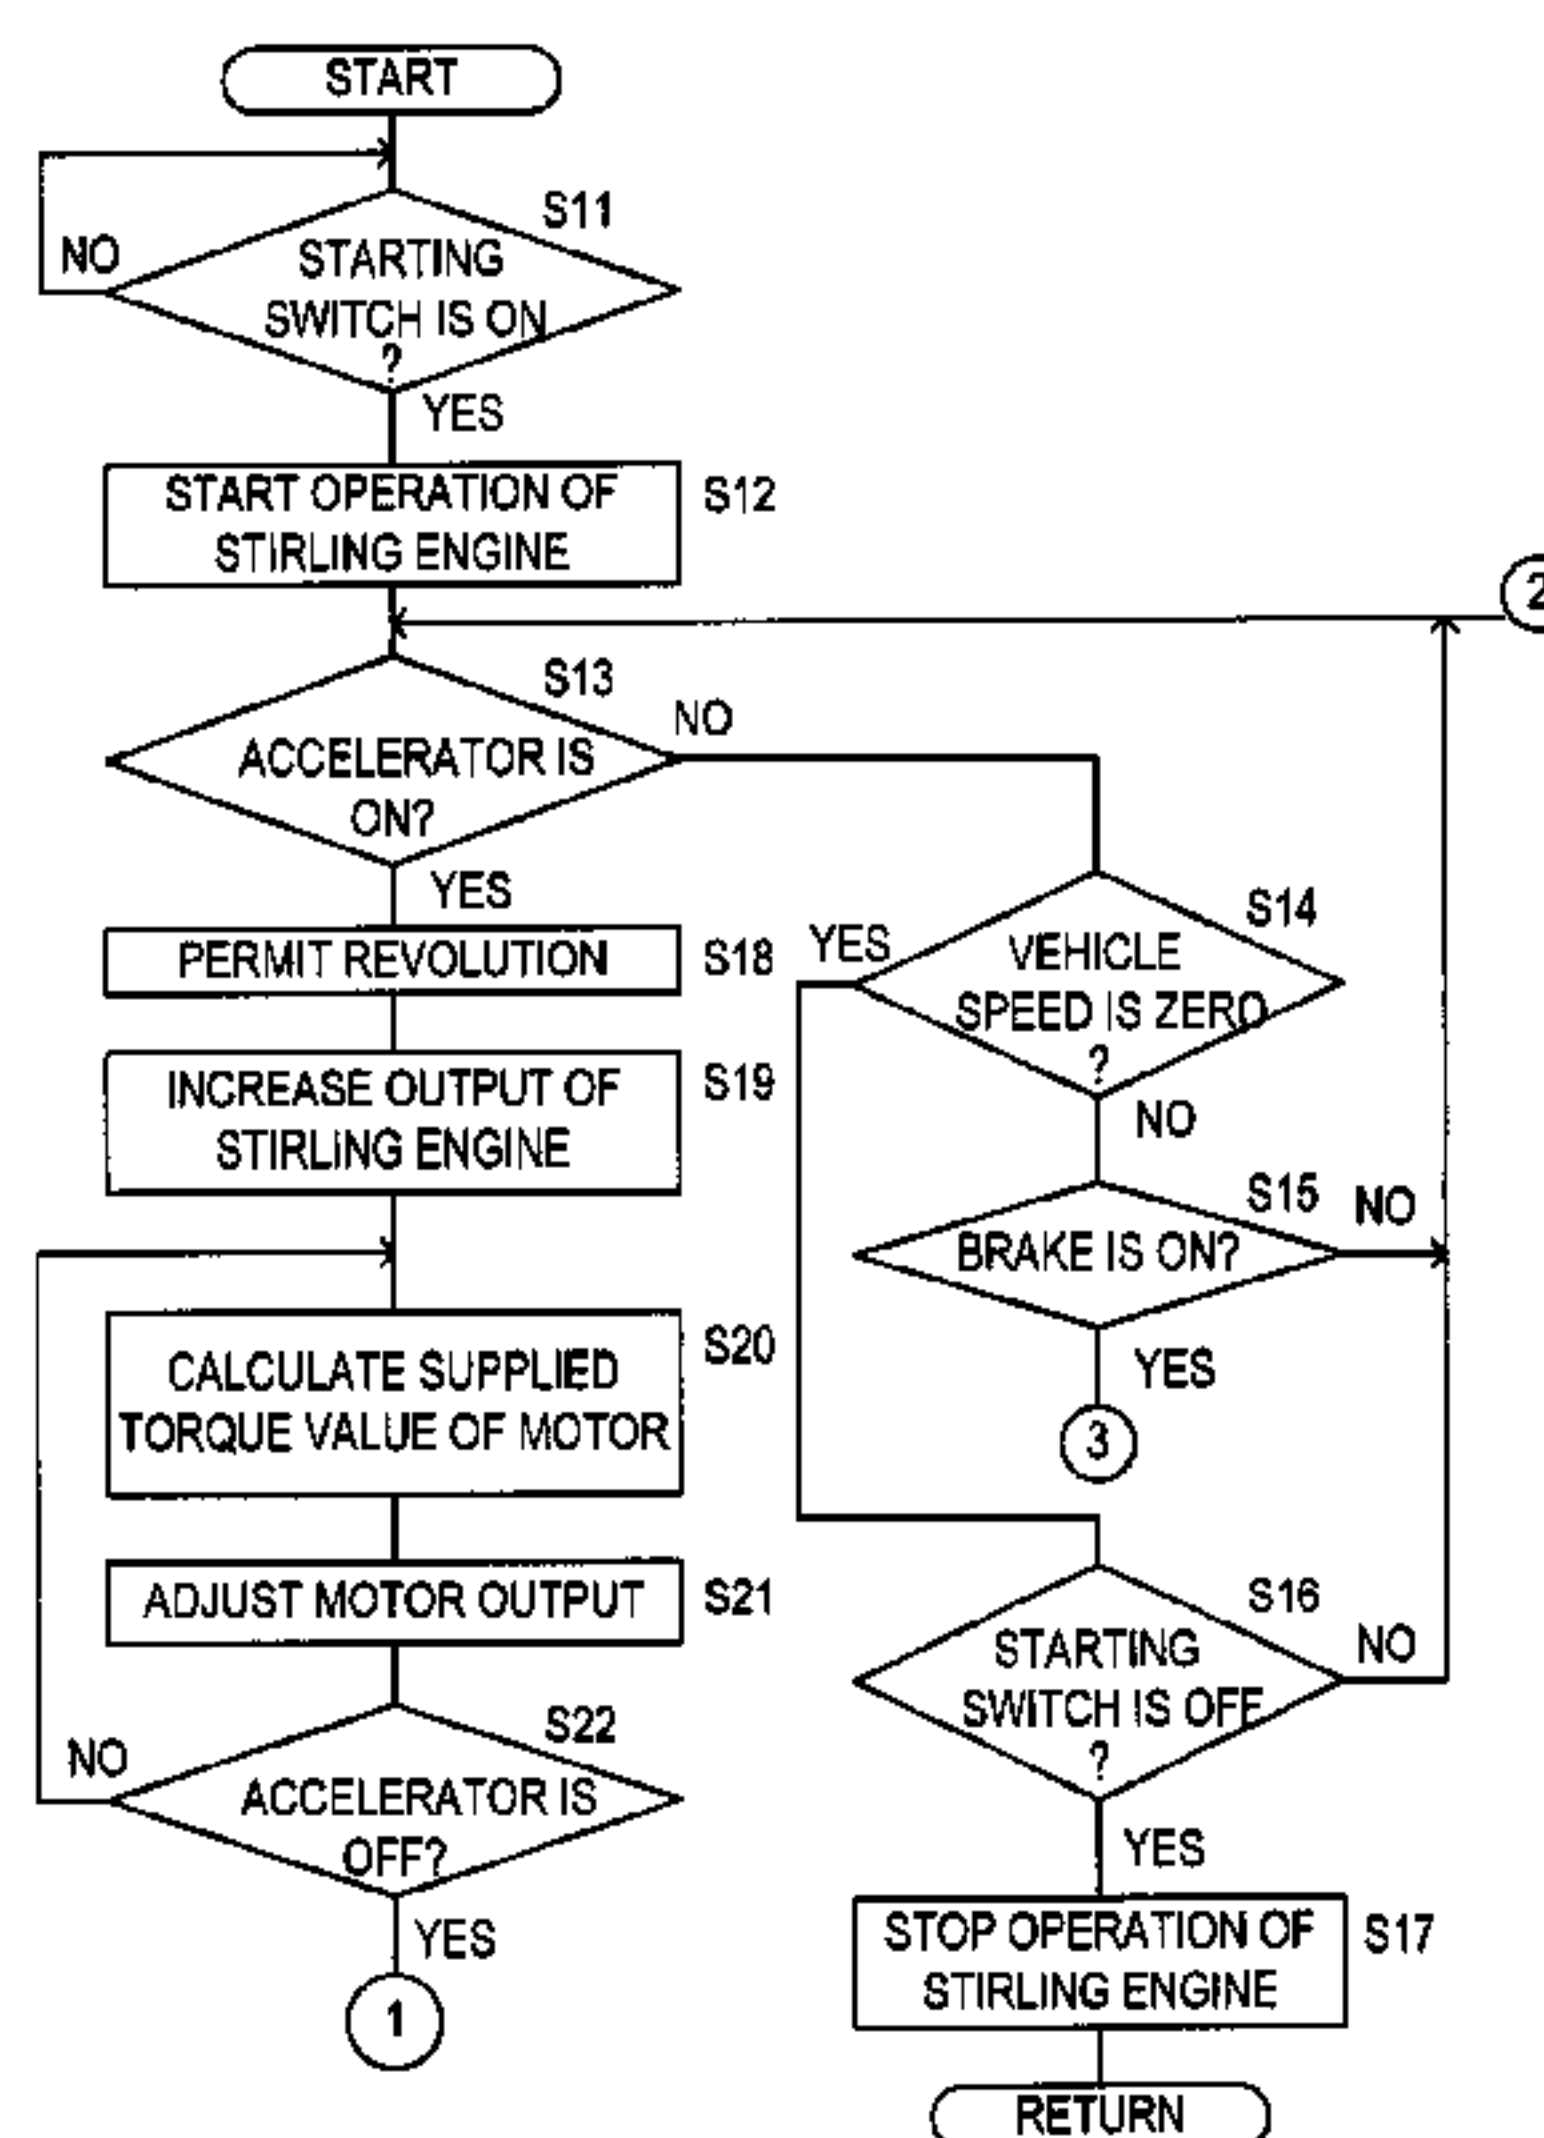 START
S11
NO
STARTING
SWITCH IS ON
?
YES
START OPERATION OF
STIRLING ENGINE
S12
2
S13
NO
ACCELERATOR IS
ON?
YES
PERMIT REVOLUTION
S18
INCREASE OUTPUT OF
STIRLING ENGINE
S19
CALCULATE SUPPLIED
TORQUE VALUE OF MOTOR
S20
ADJUST MOTOR OUTPUT
S21
S22
NO
ACCELERATOR IS
OFF?
YES
1
S14
YES
VEHICLE
SPEED IS ZERO
?
NO
S15
NO
BRAKE IS ON?
YES
3
S16
NO
STARTING
SWITCH IS OFF
?
YES
STOP OPERATION OF
STIRLING ENGINE
S17
RETURN